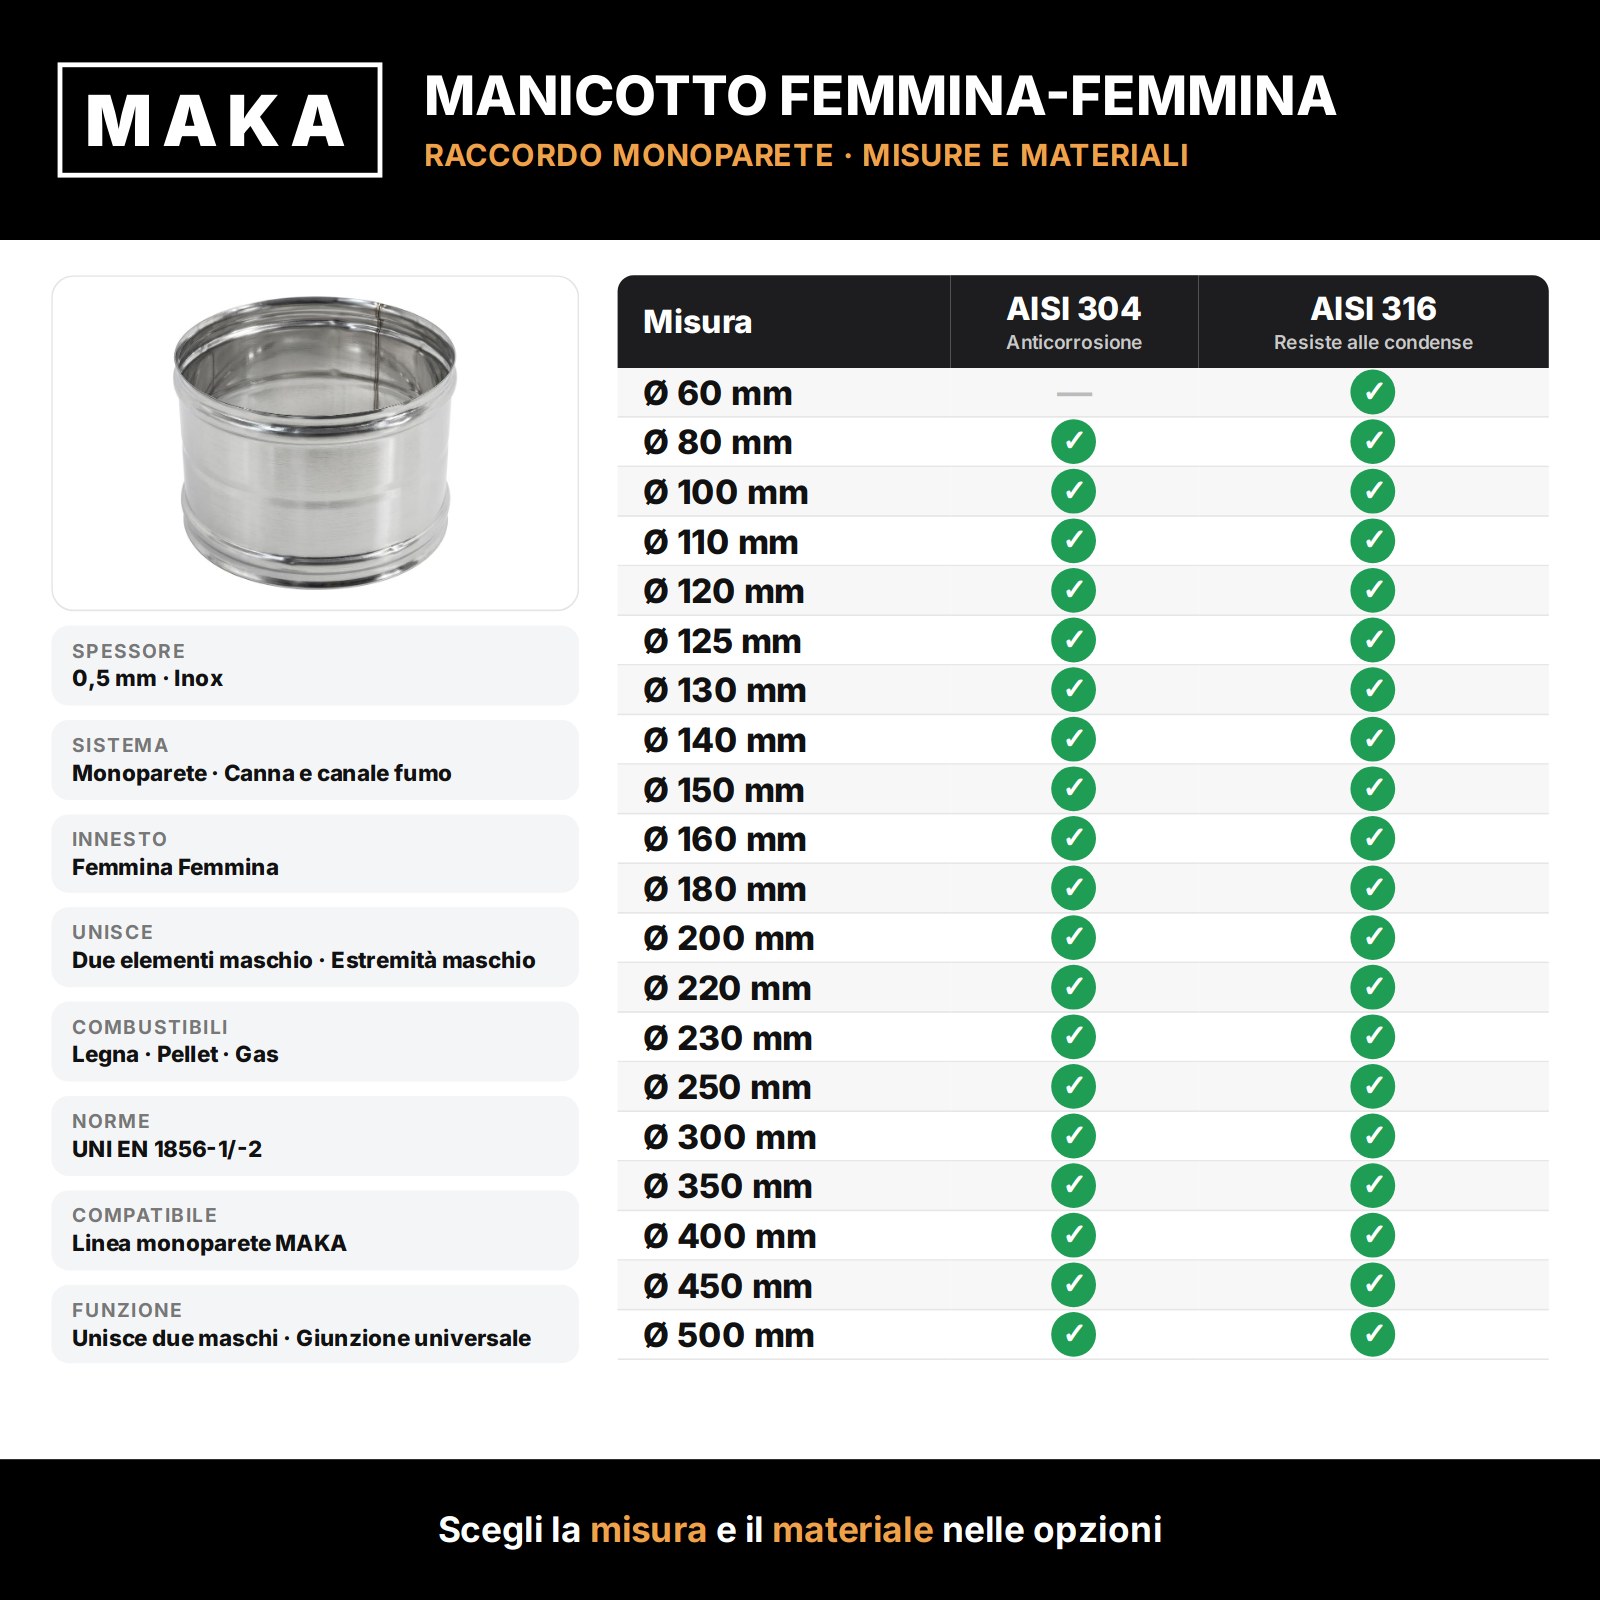 MAKA
MANICOTTO FEMMINA-FEMMINA
RACCORDO MONOPARETE · MISURE E MATERIALI
SPESSORE
0,5 mm · Inox
SISTEMA
Monoparete · Canna e canale fumo
INNESTO
Femmina Femmina
UNISCE
Due elementi maschio · Estremità maschio
COMBUSTIBILI
Legna · Pellet · Gas
NORME
UNI EN 1856-1/-2
COMPATIBILE
Linea monoparete MAKA
FUNZIONE
Unisce due maschi · Giunzione universale
Misura AISI 304 AISI 316
Anticorrosione Resiste alle condense
Ø 60 mm — ✓
Ø 80 mm ✓ ✓
Ø 100 mm ✓ ✓
Ø 110 mm ✓ ✓
Ø 120 mm ✓ ✓
Ø 125 mm ✓ ✓
Ø 130 mm ✓ ✓
Ø 140 mm ✓ ✓
Ø 150 mm ✓ ✓
Ø 160 mm ✓ ✓
Ø 180 mm ✓ ✓
Ø 200 mm ✓ ✓
Ø 220 mm ✓ ✓
Ø 230 mm ✓ ✓
Ø 250 mm ✓ ✓
Ø 300 mm ✓ ✓
Ø 350 mm ✓ ✓
Ø 400 mm ✓ ✓
Ø 450 mm ✓ ✓
Ø 500 mm ✓ ✓
Scegli la misura e il materiale nelle opzioni